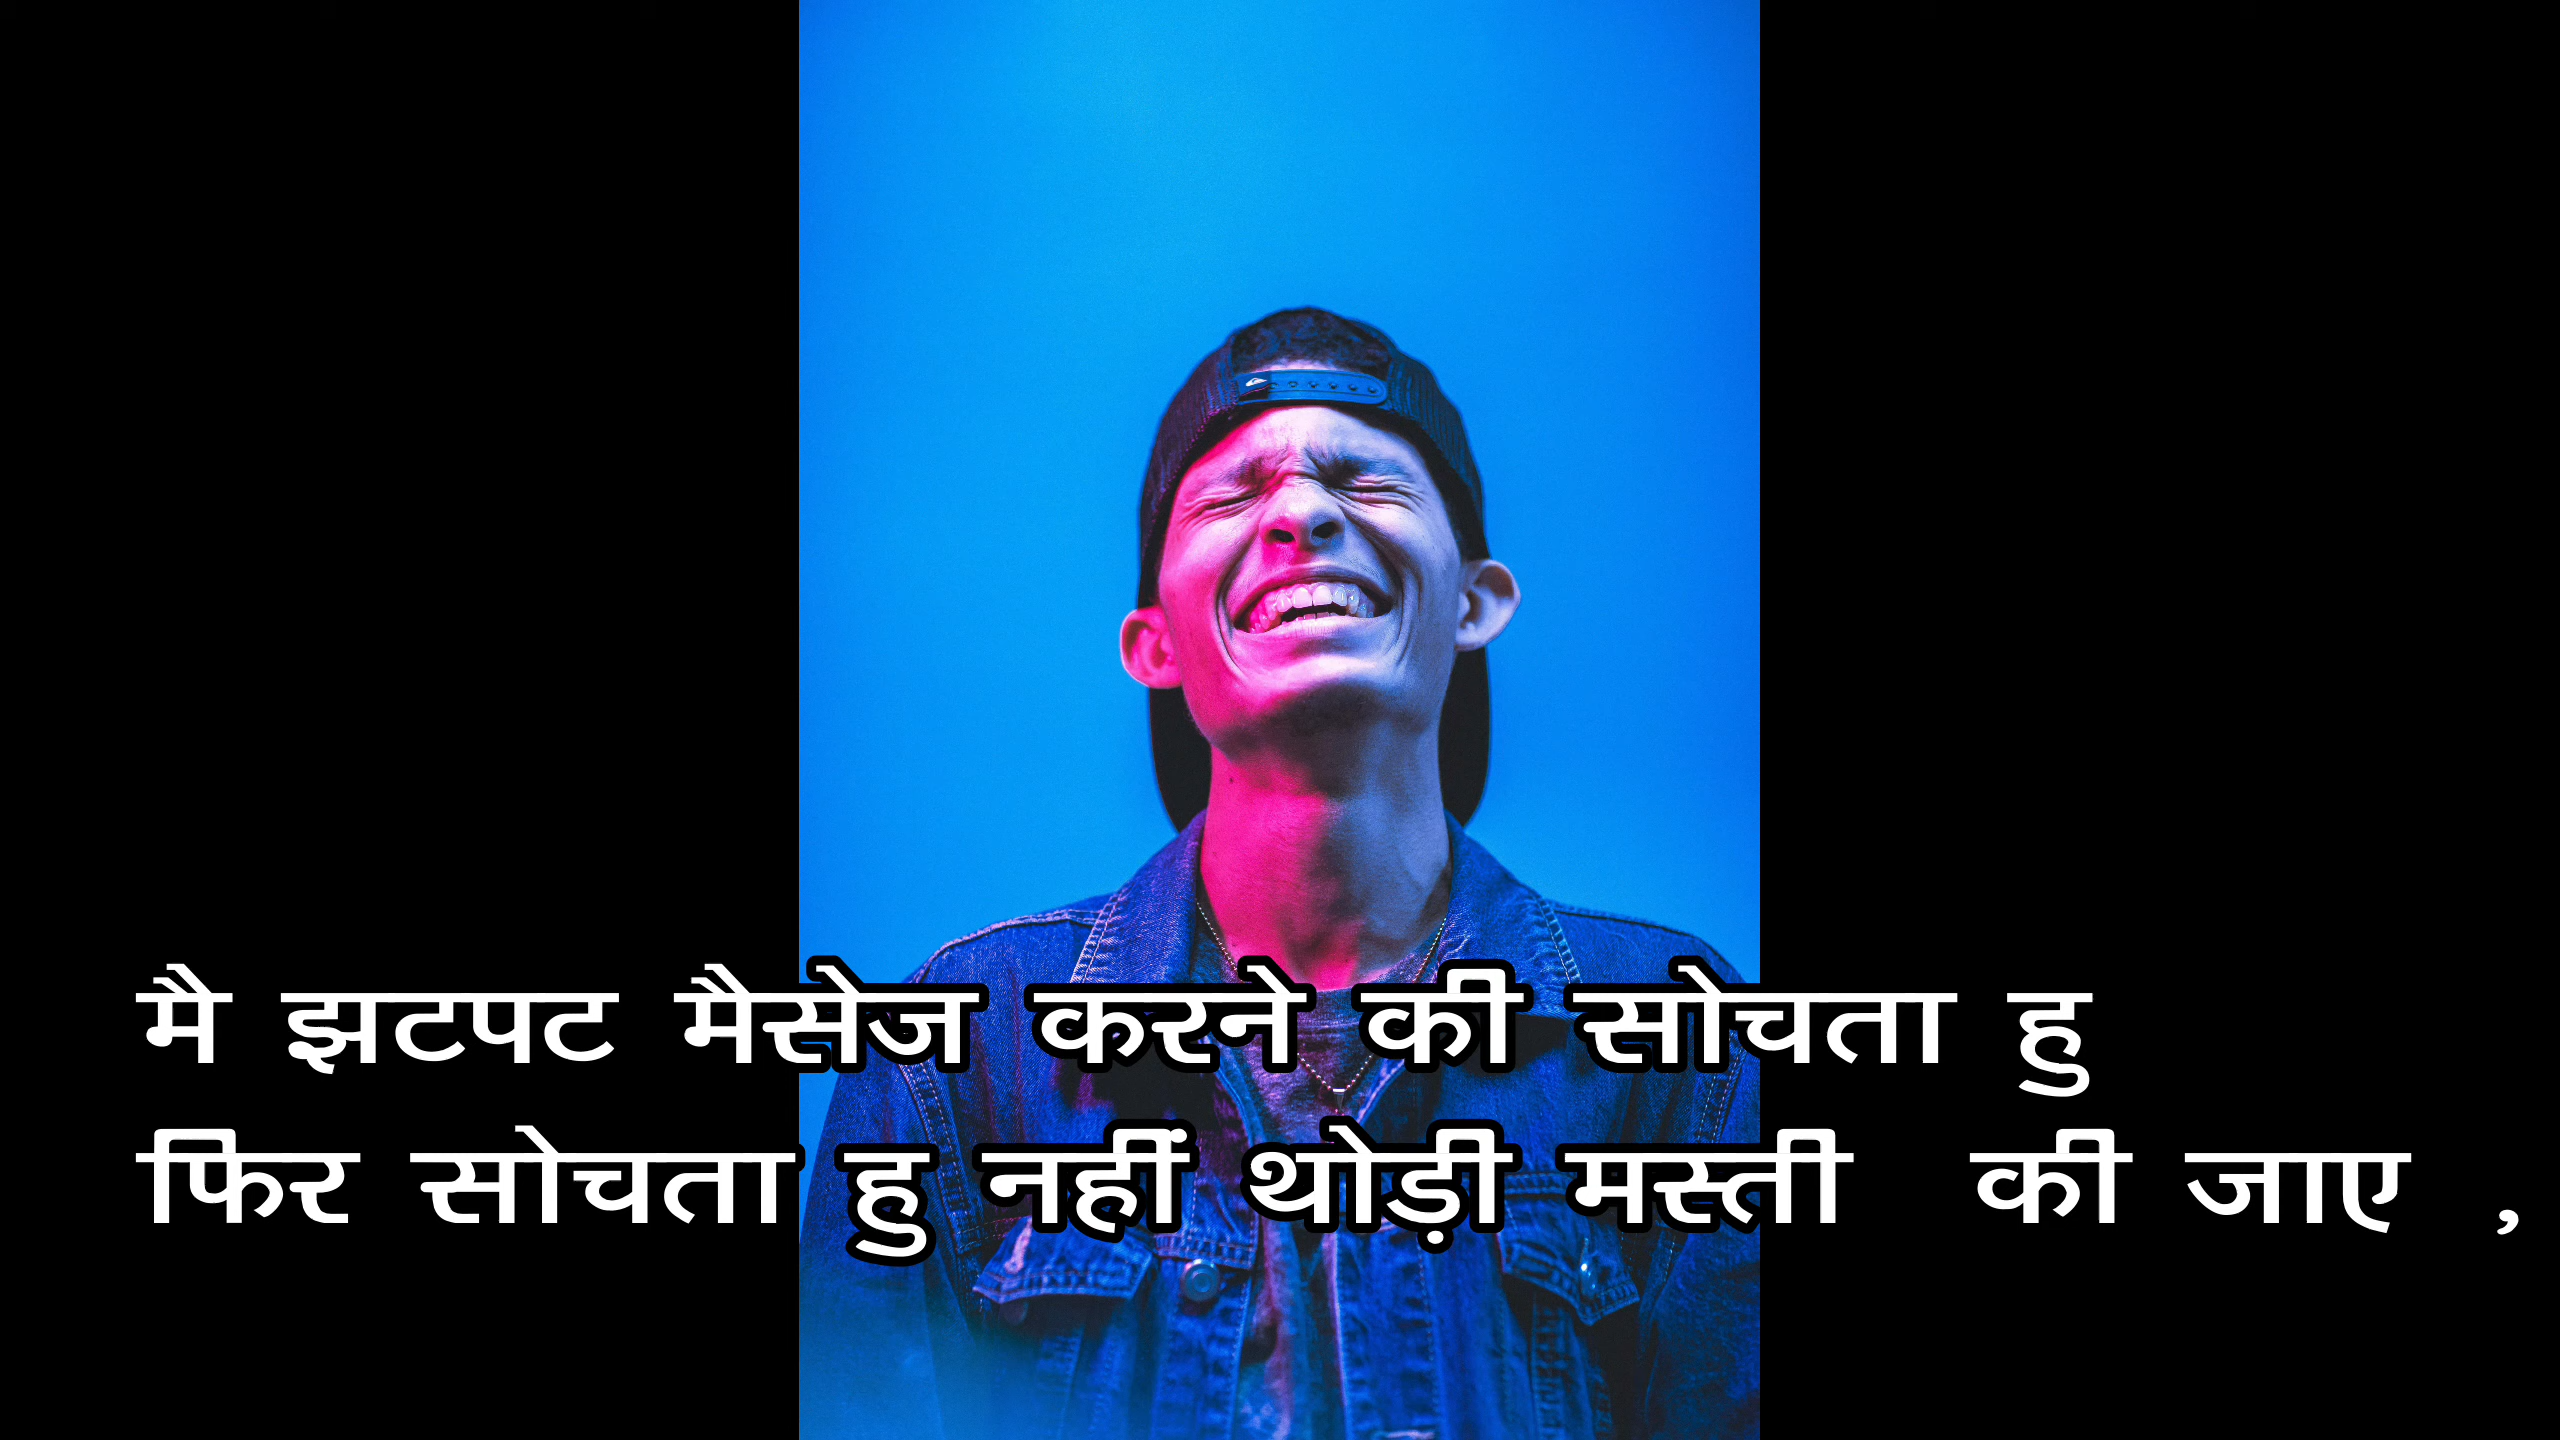 मै झटपट मैसेज करने की सोचता हु
फिर सोचता हु नहीं थोड़ी मस्ती की जाए ,